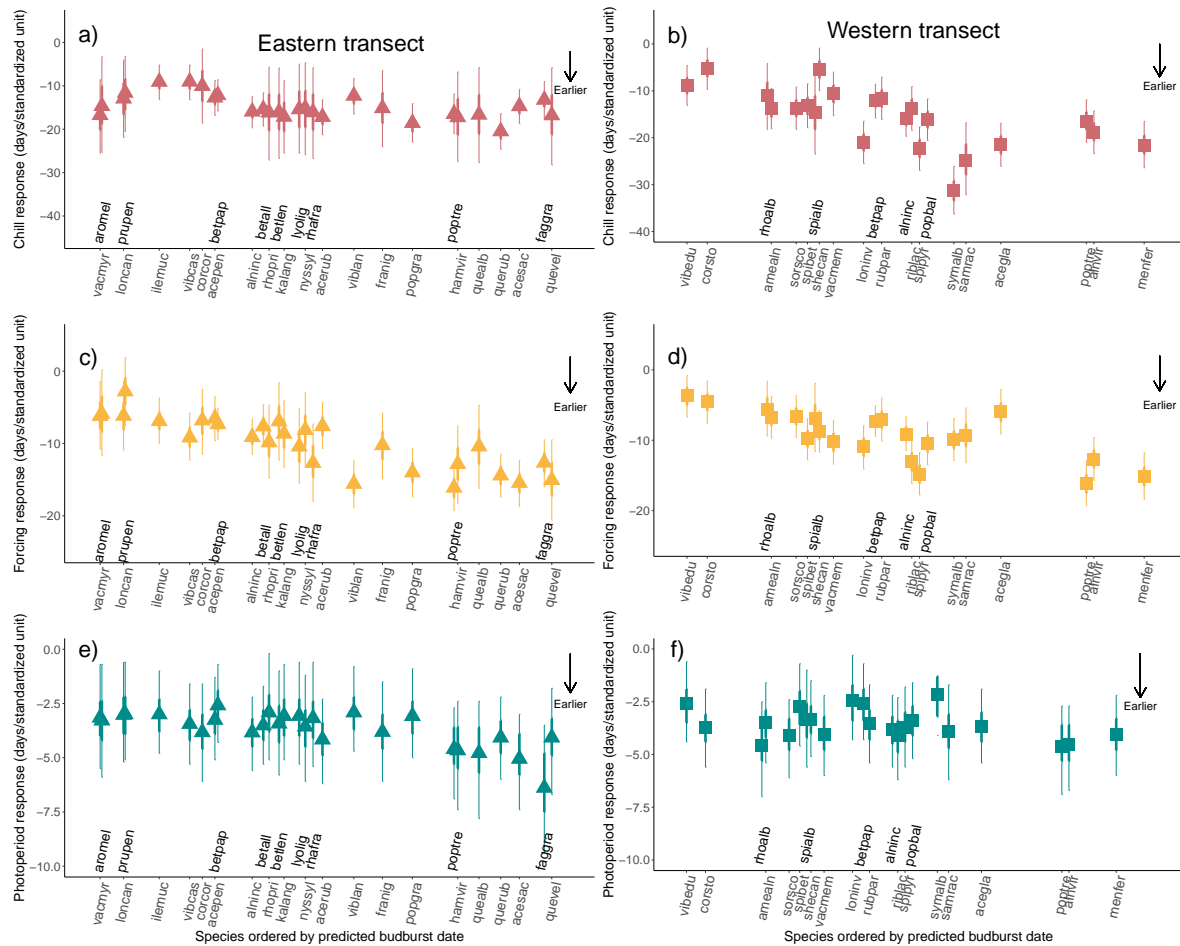 a)
Eastern transect
Earlier
Chill response (days/standardized unit)
0
−10
−20
−30
−40
aromel
prupen
betpap
betall
betlen
lyolig
rhafra
poptre
faggra
vacmyr
loncan
ilemuc
vibcas
corcor
acepen
alninc
rhopri
kalang
nyssyl
acerub
viblan
franig
popgra
hamvir
quealb
querub
acesac
quevel
b)
Western transect
Earlier
Chill response (days/standardized unit)
0
−10
−20
−30
−40
rhoalb
spialb
betpap
alninc
popbal
vibedu
corsto
amealn
sorsco
spibet
shecan
vacmem
loninv
rubpar
riblac
spipyr
symalb
samrac
acegla
poptre
alnvir
menfer
c)
Earlier
Forcing response (days/standardized unit)
0
−10
−20
aromel
prupen
betpap
betall
betlen
lyolig
rhafra
poptre
faggra
vacmyr
loncan
ilemuc
vibcas
corcor
acepen
alninc
rhopri
kalang
nyssyl
acerub
viblan
franig
popgra
hamvir
quealb
querub
acesac
quevel
d)
Earlier
Forcing response (days/standardized unit)
0
−10
−20
rhoalb
spialb
betpap
alninc
popbal
vibedu
corsto
amealn
sorsco
spibet
shecan
vacmem
loninv
rubpar
riblac
spipyr
symalb
samrac
acegla
poptre
alnvir
menfer
e)
Earlier
Photoperiod response (days/standardized unit)
0.0
−2.5
−5.0
−7.5
−10.0
aromel
prupen
betpap
betall
betlen
lyolig
rhafra
poptre
faggra
vacmyr
loncan
ilemuc
vibcas
corcor
acepen
alninc
rhopri
kalang
nyssyl
acerub
viblan
franig
popgra
hamvir
quealb
querub
acesac
quevel
Species ordered by predicted budburst date
f)
Earlier
Photoperiod response (days/standardized unit)
0.0
−2.5
−5.0
−7.5
−10.0
rhoalb
spialb
betpap
alninc
popbal
vibedu
corsto
amealn
sorsco
spibet
shecan
vacmem
loninv
rubpar
riblac
spipyr
symalb
samrac
acegla
poptre
alnvir
menfer
Species ordered by predicted budburst date